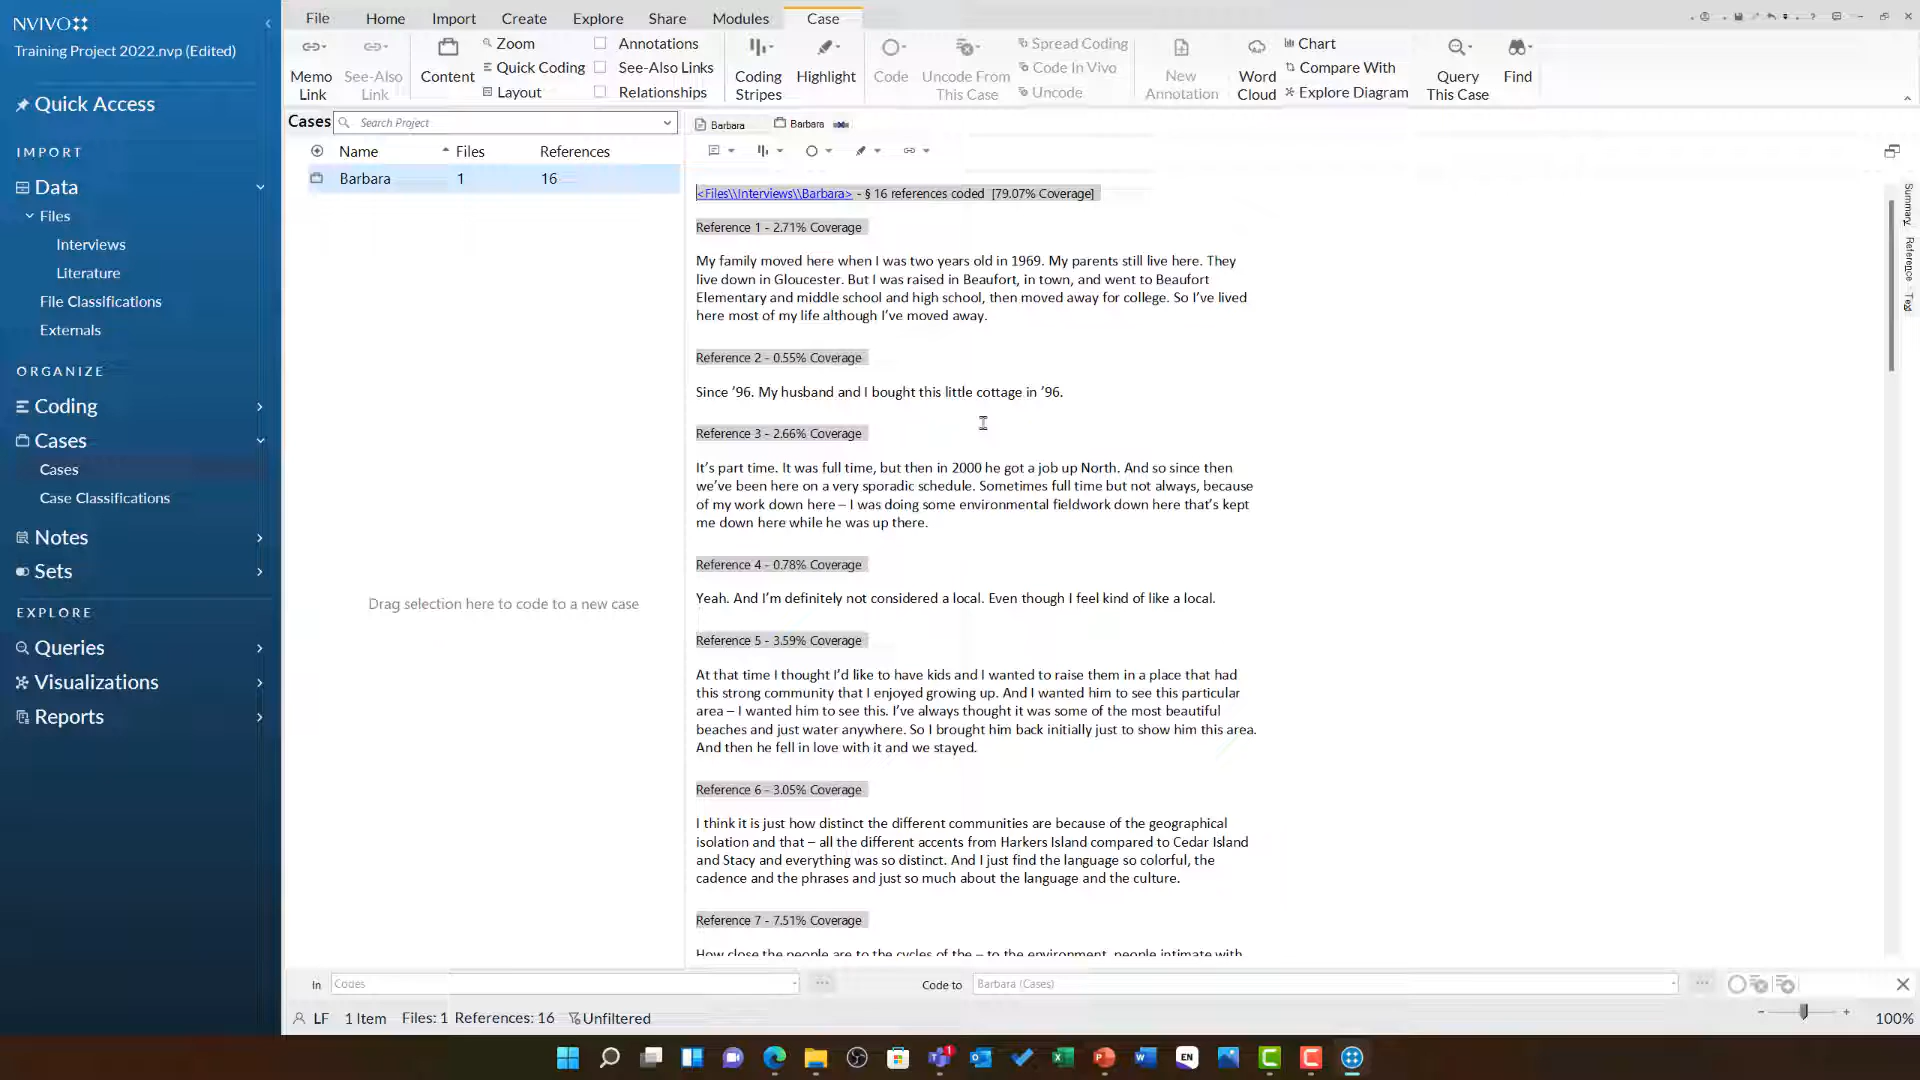 NVIVO
Training Project 2022.nvp (Edited)
Quick Access
IMPORT
Data
Files
Interviews
Literature
File Classifications
Externals
ORGANIZE
Coding
Cases
Cases
Case Classifications
Notes
Sets
EXPLORE
Queries
Visualizations
Reports
File Home Import Create Explore Share Modules Case
Memo Link
See-Also Link
Content
Zoom
Quick Coding
Layout
Annotations
See-Also Links
Relationships
Coding Stripes
Highlight
Code
Uncode From This Case
Spread Coding
Code In Vivo
Uncode
New Annotation
Word Cloud
Chart
Compare With
Explore Diagram
Query This Case
Find
Cases Search Project
Name Files References
Barbara 1 16
Drag selection here to code to a new case
Barbara Barbara
<Files\\Interviews\\Barbara> - § 16 references coded [79.07% Coverage]
Reference 1 - 2.71% Coverage
My family moved here when I was two years old in 1969. My parents still live here. They
live down in Gloucester. But I was raised in Beaufort, in town, and went to Beaufort
Elementary and middle school and high school, then moved away for college. So I've lived
here most of my life although I've moved away.
Reference 2 - 0.55% Coverage
Since '96. My husband and I bought this little cottage in '96.
Reference 3 - 2.66% Coverage
It's part time. It was full time, but then in 2000 he got a job up North. And so since then
we've been here on a very sporadic schedule. Sometimes full time but not always, because
of my work down here – I was doing some environmental fieldwork down here that's kept
me down here while he was up there.
Reference 4 - 0.78% Coverage
Yeah. And I'm definitely not considered a local. Even though I feel kind of like a local.
Reference 5 - 3.59% Coverage
At that time I thought I'd like to have kids and I wanted to raise them in a place that had
this strong community that I enjoyed growing up. And I wanted him to see this particular
area – I wanted him to see this. I've always thought it was some of the most beautiful
beaches and just water anywhere. So I brought him back initially just to show him this area.
And then he fell in love with it and we stayed.
Reference 6 - 3.05% Coverage
I think it is just how distinct the different communities are because of the geographical
isolation and that – all the different accents from Harkers Island compared to Cedar Island
and Stacy and everything was so distinct. And I just find the language so colorful, the
cadence and the phrases and just so much about the language and the culture.
Reference 7 - 7.51% Coverage
How close the people are to the cycles of the – to the environment, people intimate with
Summary
Reference
Text
In Codes
Code to Barbara (Cases)
LF 1 Item Files: 1 References: 16 Unfiltered
100%
EN